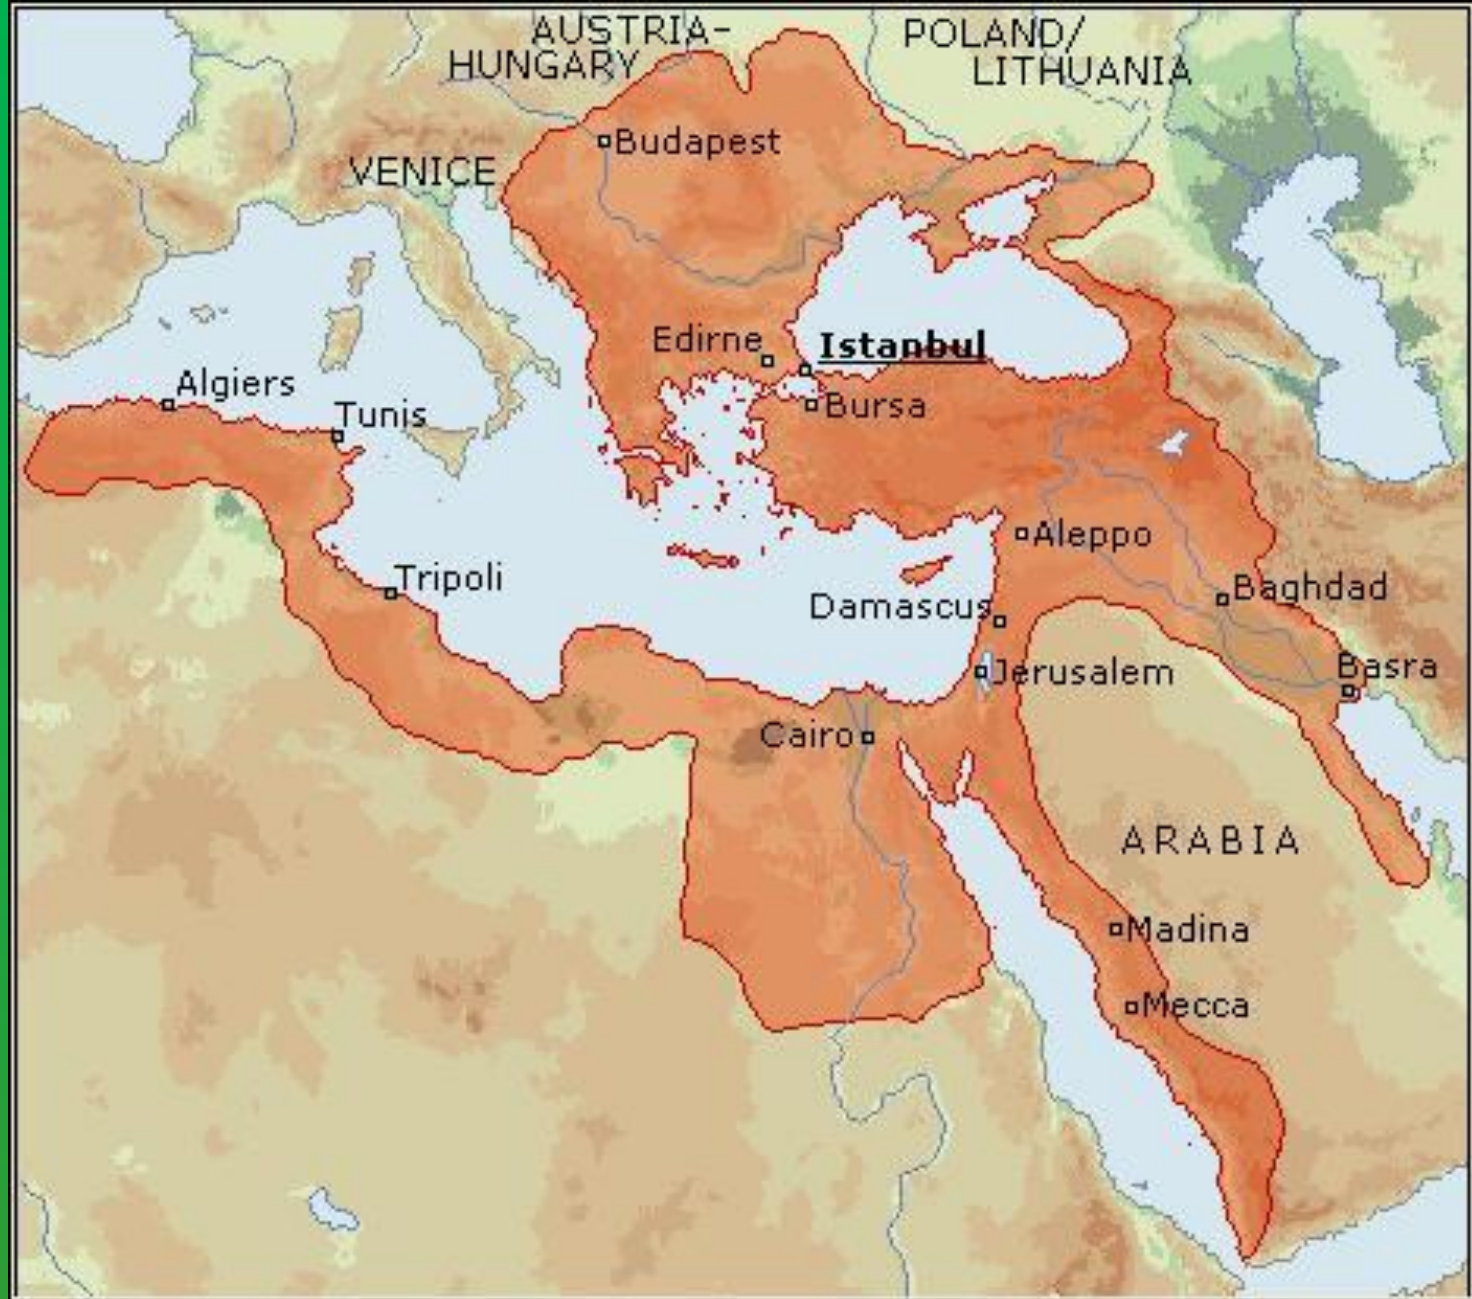 AUSTRIA-
HUNGARY
POLAND/
LITHUANIA
Budapest
VENICE
Edirne
Istanbul
Algiers
Tunis
Bursa
Aleppo
Tripoli
Baghdad
Damascus
Jerusalem
Basra
Cairo
ARABIA
Madina
Mecca